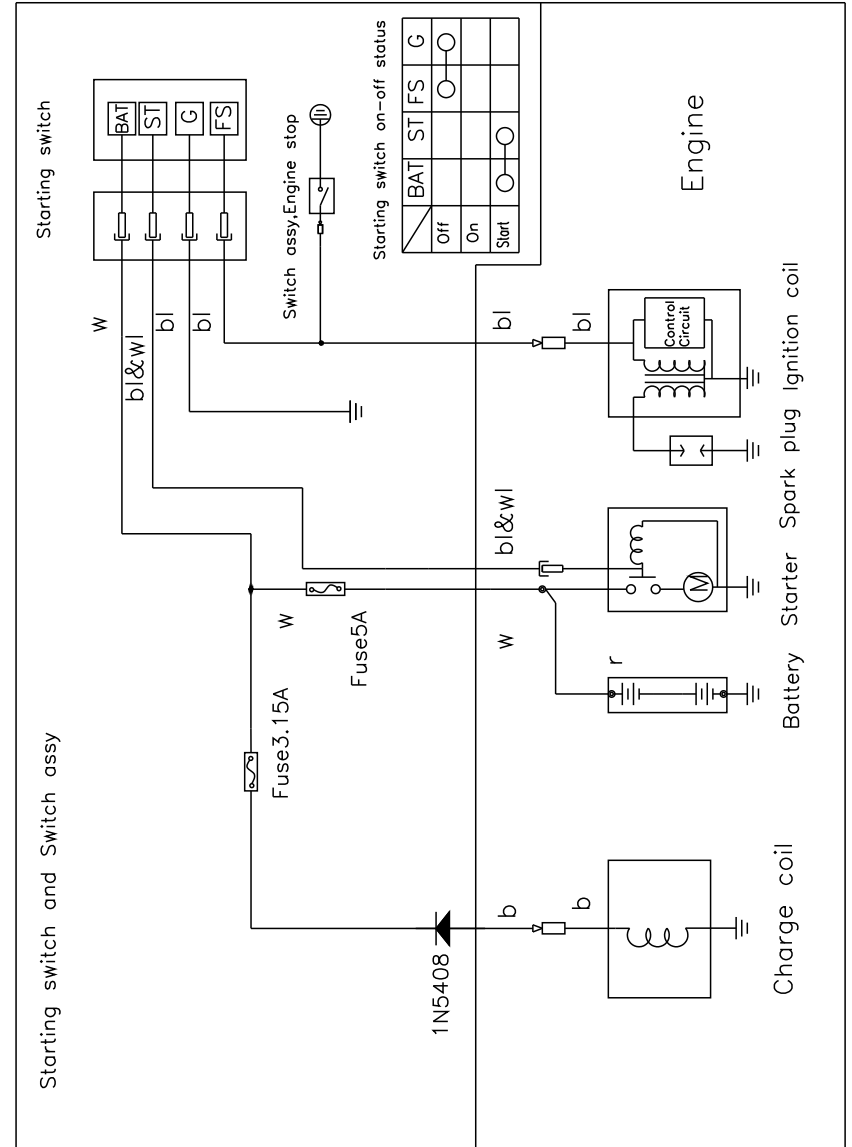 Starting switch and Switch assy
Starting switch
BAT
ST
G
FS
w
bl&wl
bl
bl
Switch assy,Engine stop
Starting switch on-off status
BAT ST FS G
Off
On
Start
Fuse3.15A
w
Fuse5A
1N5408
b
b
w
bl&wl
bl
bl
r
M
Control
Circuit
Engine
Charge coil
Battery
Starter
Spark plug
Ignition coil